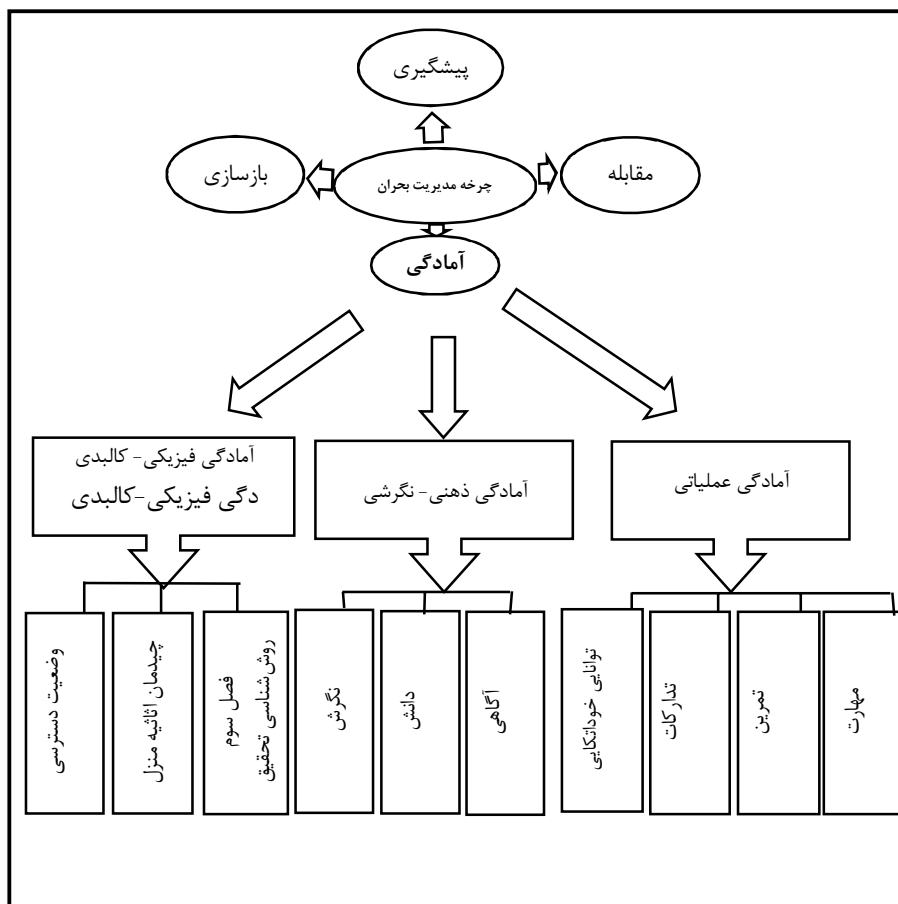 پیشگیری
مقابله
چرخه مدیریت بحران
بازسازی
آمادگی
آمادگی عملیاتی
آمادگی ذهنی- نگرشی
آمادگی فیزیکی- کالبدی
دگی فیزیکی-کالبدی
مهارت
تمرین
تدارکات
توانایی خوداتکایی
آگاهی
دانش
نگرش
فصل سوم
روش‌شناسی تحقیق
چیدمان اثاثیه منزل
وضعیت دسترسی